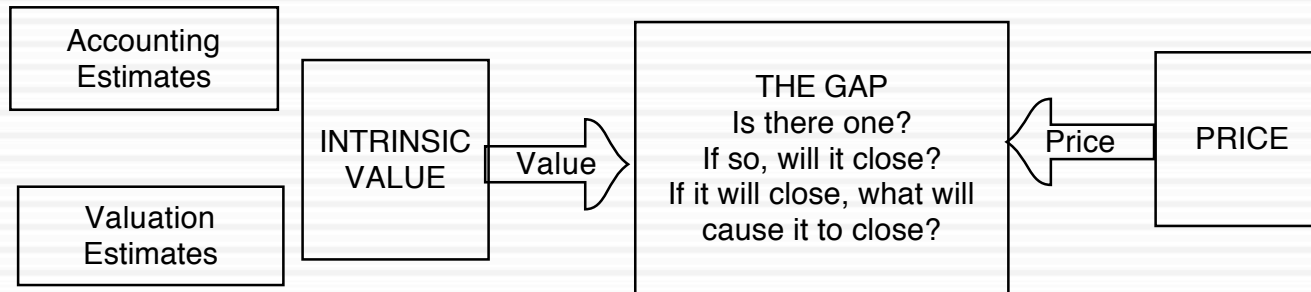 Accounting
Estimates
Valuation
Estimates
INTRINSIC
VALUE
Value
THE GAP
Is there one?
If so, will it close?
If it will close, what will
cause it to close?
Price
PRICE